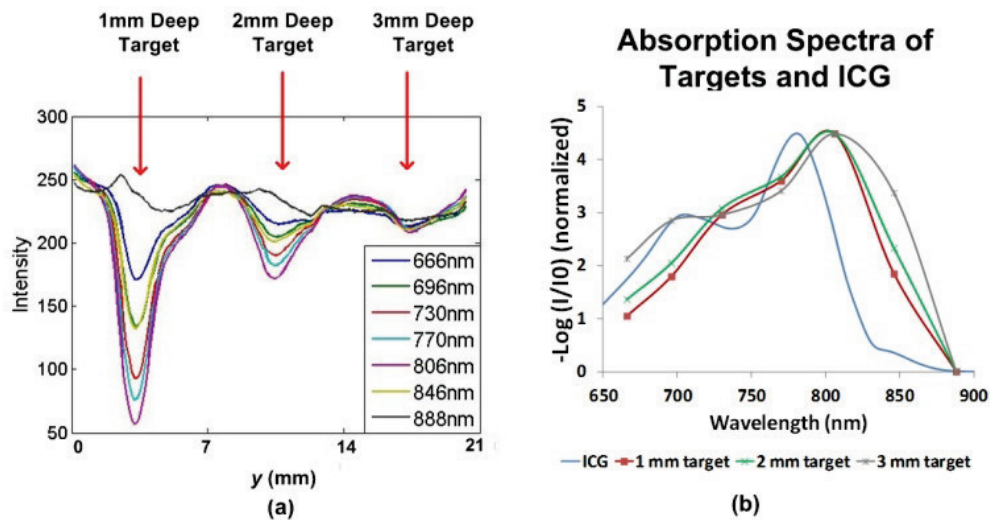 1mm Deep Target
2mm Deep Target
3mm Deep Target
300
250
200
150
100
50
Intensity
0
7
14
21
y (mm)
666nm
696nm
730nm
770nm
806nm
846nm
888nm
(a)
Absorption Spectra of
Targets and ICG
-Log (I/I0) (normalized)
5
4
3
2
1
0
650
700
750
800
850
900
Wavelength (nm)
ICG
1 mm target
2 mm target
3 mm target
(b)